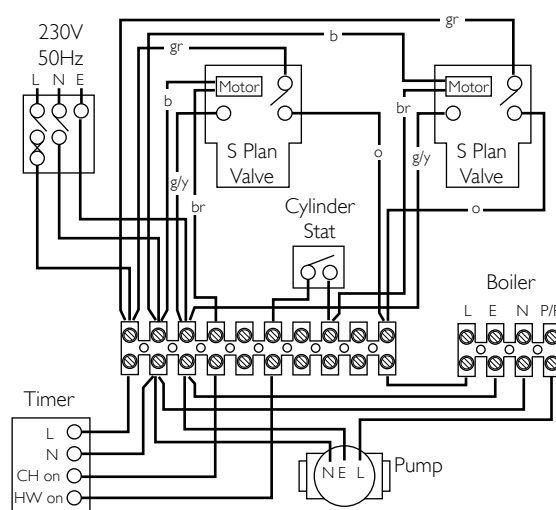 230V
50Hz
L N E
gr
b
gr
Motor
Motor
b
br
S Plan
Valve
S Plan
Valve
g/y
br
o
g/y
o
Cylinder
Stat
Boiler
L E N P/F
Timer
L
N
CH on
HW on
N E L
Pump